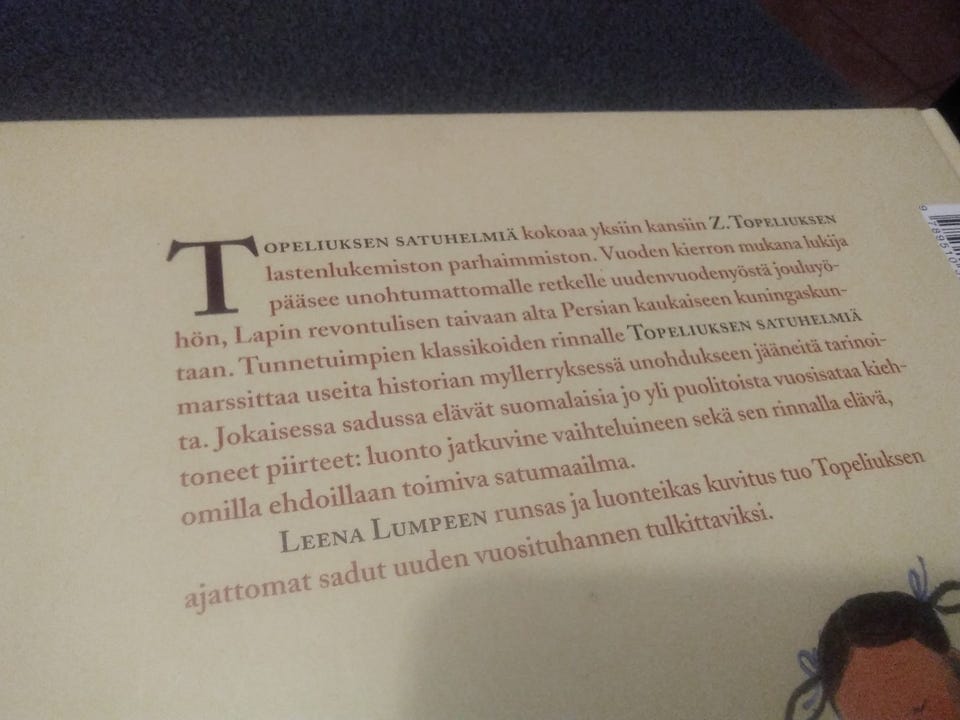 TOPELIUKSEN SATUHELMIÄ kokoaa yksiin kansiin Z. TOPELIUKSEN
lastenlukemiston parhaimmiston. Vuoden kierron mukana lukija
pääsee unohtumattomalle retkelle uudenvuodenyöstä jouluyö-
hön, Lapin revontulisen taivaan alta Persian kaukaiseen kuningaskun-
taan. Tunnetuimpien klassikoiden rinnalle TOPELIUKSEN SATUHELMIÄ
marssittaa useita historian myllerryksessä unohdukseen jääneitä tarinoi-
ta. Jokaisessa sadussa elävät suomalaisia jo yli puolitoista vuosisataa kieh-
toneet piirteet: luonto jatkuvine vaihteluineen sekä sen rinnalla elävä,
omilla ehdoillaan toimiva satumaailma.
LEENA LUMPEEN runsas ja luonteikas kuvitus tuo Topeliuksen
ajattomat sadut uuden vuosituhannen tulkittaviksi.